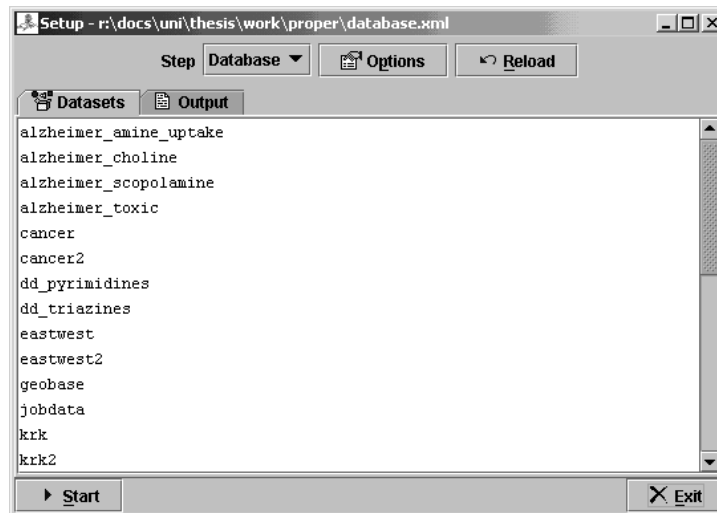 Setup - r:\docs\uni\thesis\work\proper\database.xml
Step Database Options Reload
Datasets Output
alzheimer_amine_uptake
alzheimer_choline
alzheimer_scopolamine
alzheimer_toxic
cancer
cancer2
dd_pyrimidines
dd_triazines
eastwest
eastwest2
geobase
jobdata
krk
krk2
Start Exit